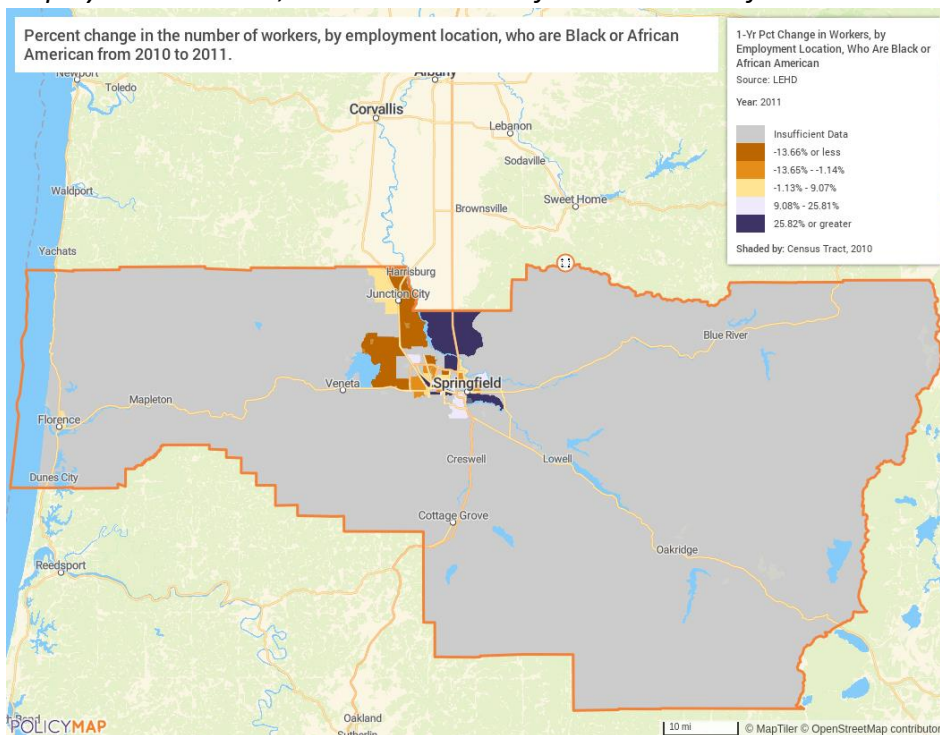 Percent change in the number of workers, by employment location, who are Black or African
American from 2010 to 2011.
1-Yr Pct Change in Workers, by
Employment Location, Who Are Black or
African American
Source: LEHD
Year: 2011
Insufficient Data
-13.66% or less
-13.65% - -1.14%
-1.13% - 9.07%
9.08% - 25.81%
25.82% or greater
Shaded by: Census Tract, 2010
Newport
Toledo
Albany
Corvallis
Lebanon
Sodaville
Waldport
Sweet Home
Brownsville
Yachats
Harrisburg
Junction City
Blue River
Veneta
Springfield
Mapleton
Florence
Creswell
Lowell
Dunes City
Cottage Grove
Oakridge
Reedsport
Oakland
POLICYMAP
10 mi
© MapTiler © OpenStreetMap contributor